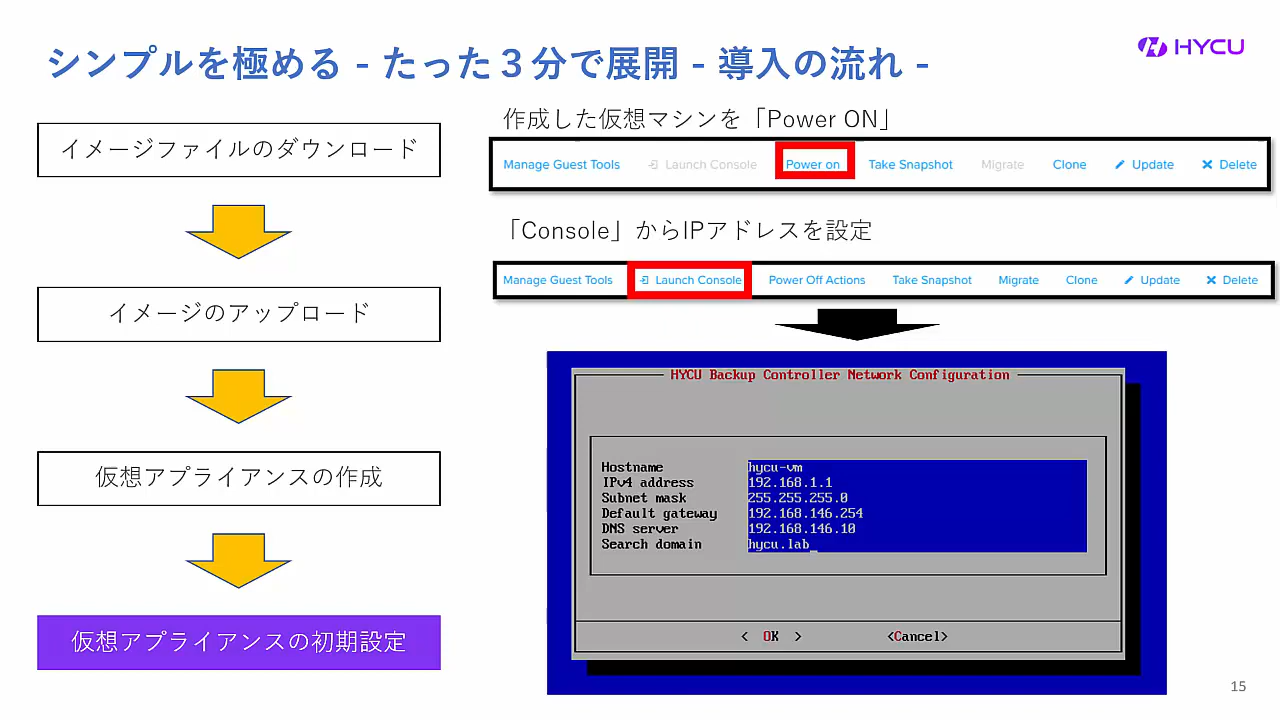 シンプルを極める - たった３分で展開 - 導入の流れ -
HYCU
イメージファイルのダウンロード
イメージのアップロード
仮想アプライアンスの作成
仮想アプライアンスの初期設定
作成した仮想マシンを「Power ON」
Manage Guest Tools Launch Console Power on Take Snapshot Migrate Clone Update Delete
「Console」からIPアドレスを設定
Manage Guest Tools Launch Console Power Off Actions Take Snapshot Migrate Clone Update Delete
HYCU Backup Controller Network Configuration
Hostname hycu-vm
IPv4 address 192.168.1.1
Subnet mask 255.255.255.0
Default gateway 192.168.146.254
DNS server 192.168.146.10
Search domain hycu.lab_
< OK > <Cancel>
15